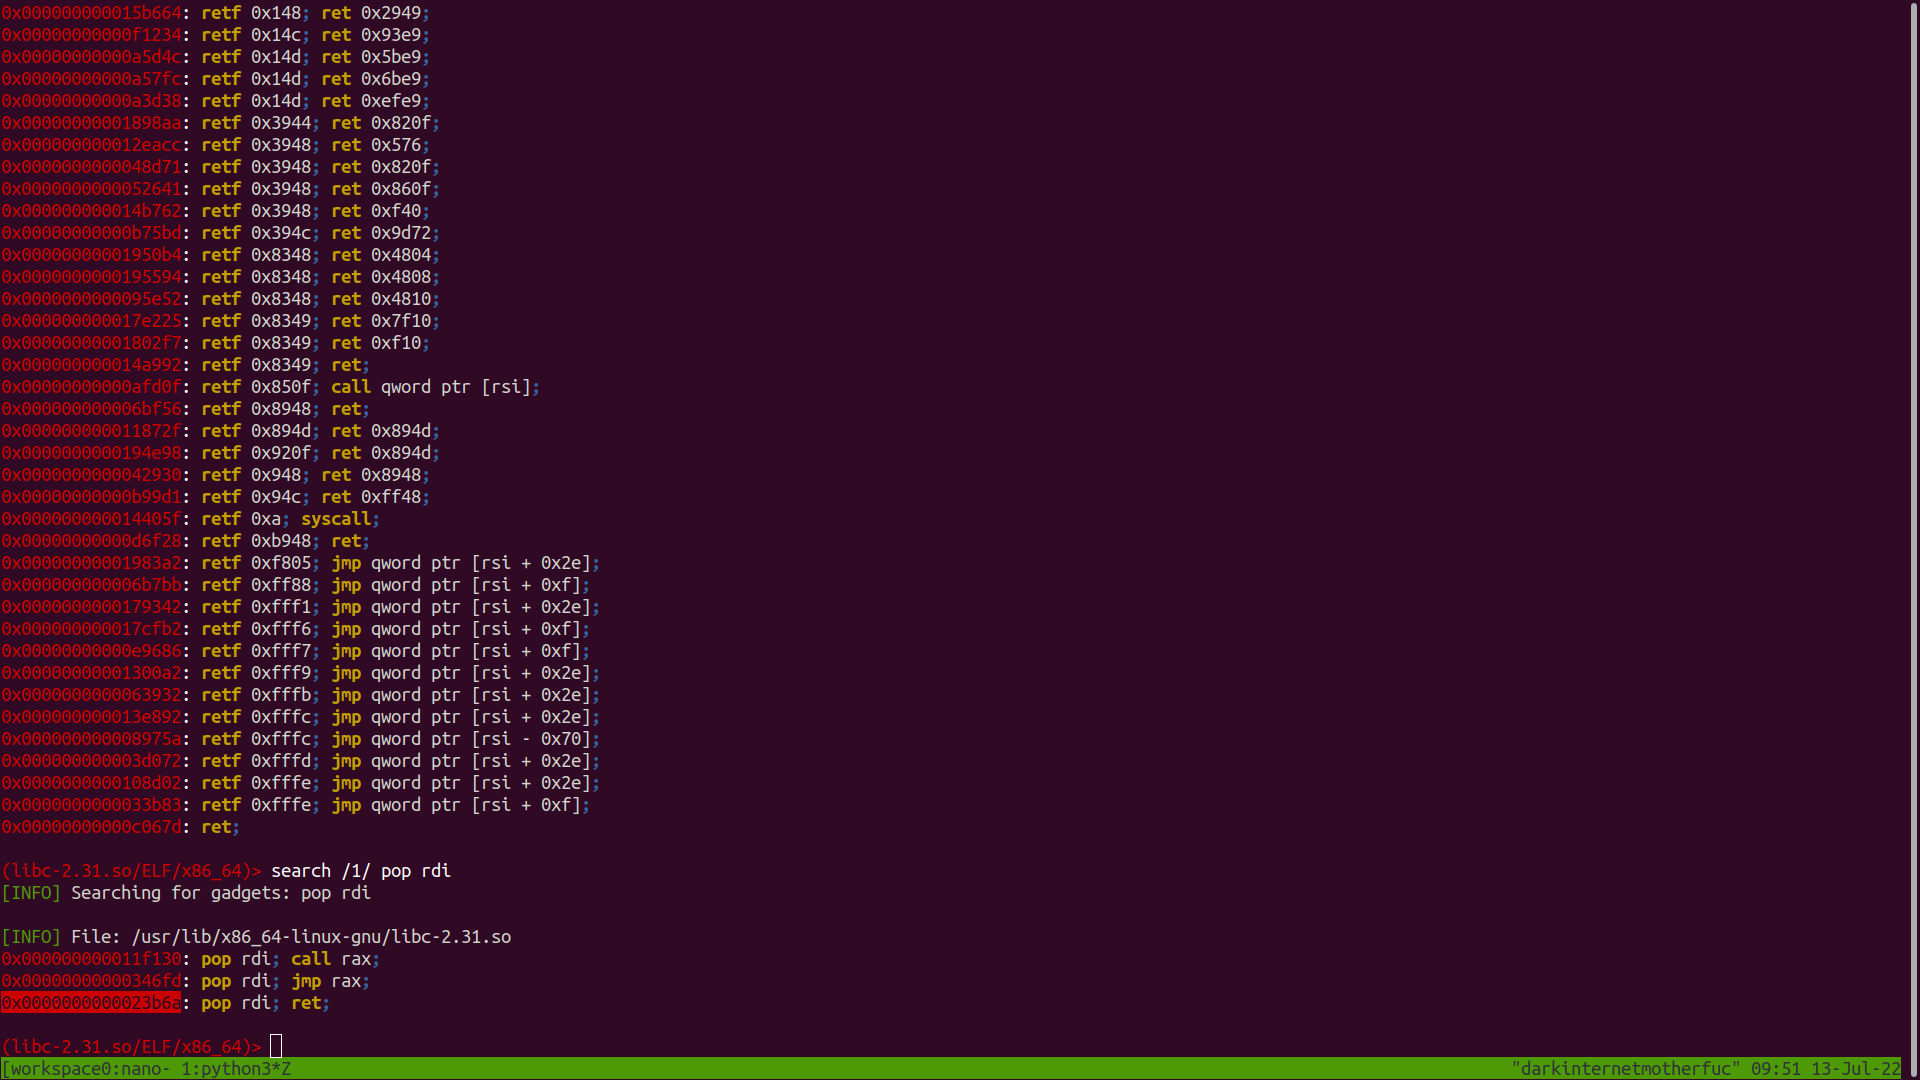 0x000000000015b664: retf 0x148; ret 0x2949;
0x00000000000f1234: retf 0x14c; ret 0x93e9;
0x00000000000a5d4c: retf 0x14d; ret 0x5be9;
0x00000000000a57fc: retf 0x14d; ret 0x6be9;
0x00000000000a3d38: retf 0x14d; ret 0xefe9;
0x00000000001898aa: retf 0x3944; ret 0x820f;
0x000000000012eacc: retf 0x3948; ret 0x576;
0x0000000000048d71: retf 0x3948; ret 0x820f;
0x0000000000052641: retf 0x3948; ret 0x860f;
0x000000000014b762: retf 0x3948; ret 0xf40;
0x00000000000b75bd: retf 0x394c; ret 0x9d72;
0x00000000001950b4: retf 0x8348; ret 0x4804;
0x0000000000195594: retf 0x8348; ret 0x4808;
0x0000000000095e52: retf 0x8348; ret 0x4810;
0x000000000017e225: retf 0x8349; ret 0x7f10;
0x00000000001802f7: retf 0x8349; ret 0xf10;
0x000000000014a992: retf 0x8349; ret;
0x00000000000afd0f: retf 0x850f; call qword ptr [rsi];
0x000000000006bf56: retf 0x8948; ret;
0x000000000011872f: retf 0x894d; ret 0x894d;
0x0000000000194e98: retf 0x920f; ret 0x894d;
0x0000000000042930: retf 0x948; ret 0x8948;
0x00000000000b99d1: retf 0x94c; ret 0xff48;
0x000000000014405f: retf 0xa; syscall;
0x00000000000d6f28: retf 0xb948; ret;
0x00000000001983a2: retf 0xf805; jmp qword ptr [rsi + 0x2e];
0x000000000006b7bb: retf 0xff88; jmp qword ptr [rsi + 0xf];
0x0000000000179342: retf 0xfff1; jmp qword ptr [rsi + 0x2e];
0x000000000017cfb2: retf 0xfff6; jmp qword ptr [rsi + 0xf];
0x00000000000e9686: retf 0xfff7; jmp qword ptr [rsi + 0xf];
0x00000000001300a2: retf 0xfff9; jmp qword ptr [rsi + 0x2e];
0x0000000000063932: retf 0xfffb; jmp qword ptr [rsi + 0x2e];
0x000000000013e892: retf 0xfffc; jmp qword ptr [rsi + 0x2e];
0x000000000008975a: retf 0xfffc; jmp qword ptr [rsi - 0x70];
0x000000000003d072: retf 0xfffd; jmp qword ptr [rsi + 0x2e];
0x0000000000108d02: retf 0xfffe; jmp qword ptr [rsi + 0x2e];
0x0000000000033b83: retf 0xfffe; jmp qword ptr [rsi + 0xf];
0x00000000000c067d: ret;
(libc-2.31.so/ELF/x86_64)> search /1/ pop rdi
[INFO] Searching for gadgets: pop rdi
[INFO] File: /usr/lib/x86_64-linux-gnu/libc-2.31.so
0x000000000011f130: pop rdi; call rax;
0x00000000000346fd: pop rdi; jmp rax;
0x0000000000023b6a: pop rdi; ret;
(libc-2.31.so/ELF/x86_64)>
[workspace0:nano- 1:python3*Z "darkinternetmotherfuc" 09:51 13-Jul-22